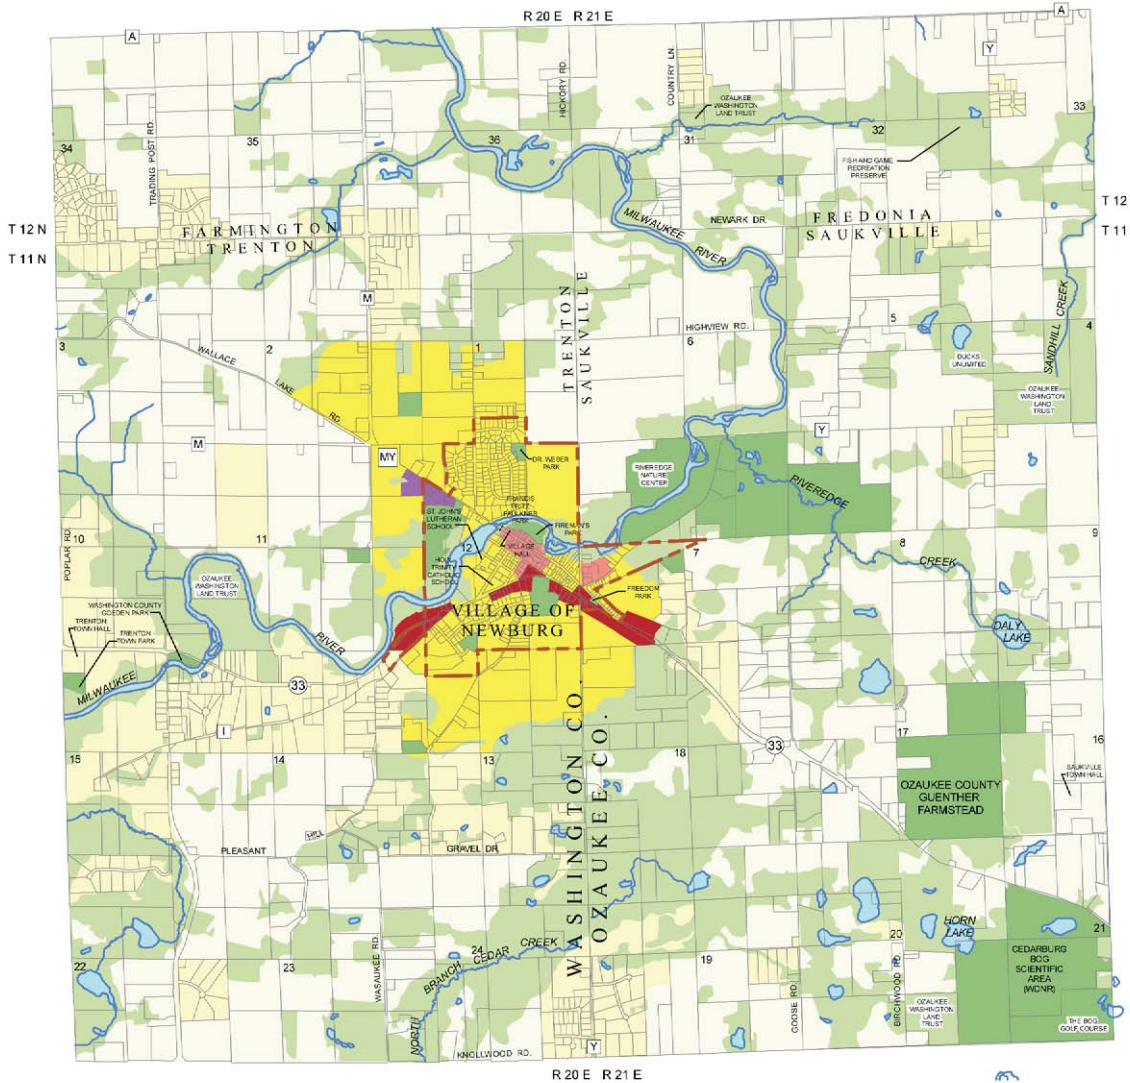 R 20 E R 21 E
A
A
Y
COUNTRY LN.
HICKORY RD.
OZAUKEE
WASHINGTON
LAND TRUST
33
32
31
36
35
34
TRADING POST RD.
FISH AND GAME
RECREATION
PRESERVE
T 12 N
T 11 N
T 12
T 11
FARMINGTON
TRENTON
MILWAUKEE
RIVER
NEWARK DR.
FREDONIA
SAUKVILLE
M
TRENTON
SAUKVILLE
SANDHILL CREEK
HIGHVIEW RD.
5
4
3
2
1
6
WALLACE
LAKE
RD
DUCKS
UNLIMITED
OZAUKEE
WASHINGTON
LAND
TRUST
Y
M
MY
DR. WEBER
PARK
RIVEREDGE
NATURE
CENTER
RIVEREDGE
CREEK
ST. JOHN'S
LUTHERAN
SCHOOL
FIREMAN'S
PARK
VILLAGE
HALL
12
TRINITY
CATHOLIC
SCHOOL
POPLAR RD.
10
11
7
8
9
OZAUKEE
WASHINGTON
LAND TRUST
WASHINGTON COUNTY
GOEDEN PARK
TRENTON
TOWN HALL
TRENTON
TOWN PARK
FREEDOM
PARK
VILLAGE OF
NEWBURG
DALY
LAKE
RIVER
MILWAUKEE
33
I
WASHINGTON CO.
OZAUKEE CO.
15
14
13
18
33
17
16
SAUKVILLE
TOWN HALL
OZAUKEE COUNTY
GUENTHER
FARMSTEAD
HILL
PLEASANT
GRAVEL DR.
HORN
LAKE
22
23
24
19
20
21
NORTH
BRANCH
CEDAR
CREEK
WASAUKEE RD.
GOOSE RD.
BIRCHWOOD RD.
CEDARBURG
BOG
SCIENTIFIC
AREA
(WDNR)
OZAUKEE
WASHINGTON
LAND
TRUST
THE BOG
GOLF COURSE
KNOLLWOOD RD.
Y
R 20 E R 21 E